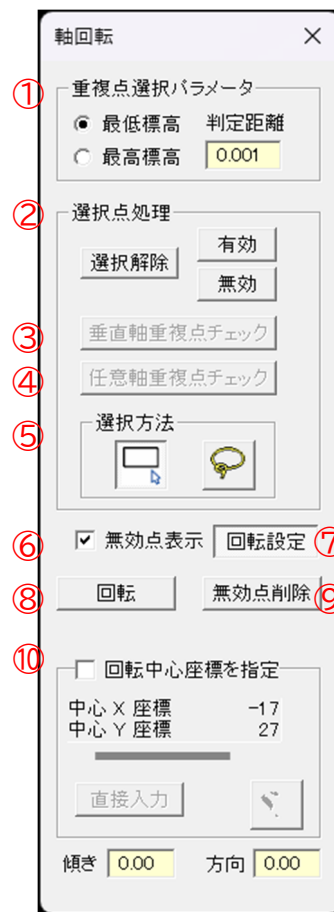 軸回転
① 重複点選択パラメータ
最低標高 判定距離
最高標高 0.001
② 選択点処理
有効
選択解除
無効
③ 垂直軸重複点チェック
④ 任意軸重複点チェック
⑤ 選択方法
⑥ 無効点表示 回転設定 ⑦
⑧ 回転 無効点削除 ⑨
⑩ 回転中心座標を指定
中心 X 座標 -17
中心 Y 座標 27
直接入力
傾き 0.00 方向 0.00